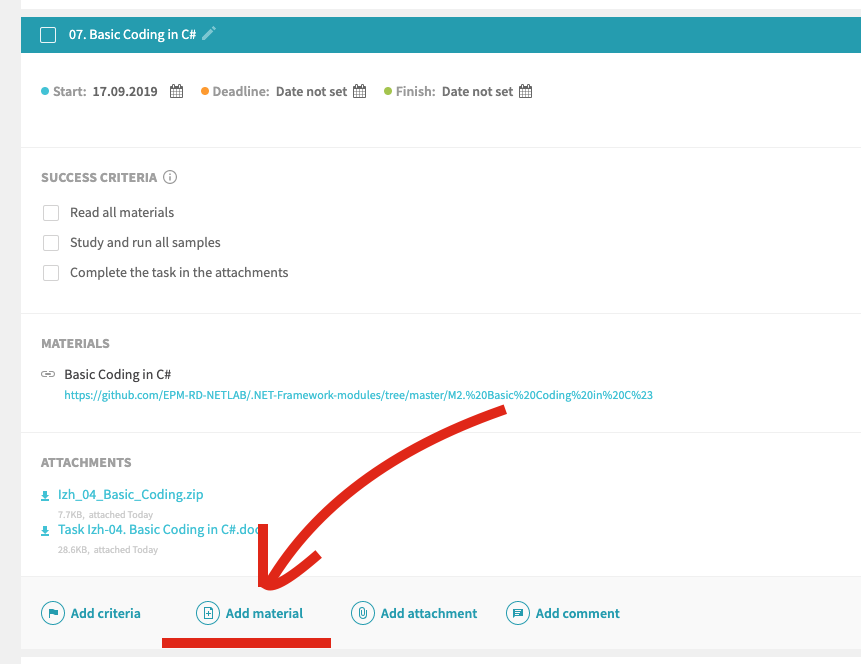 07. Basic Coding in C#
Start: 17.09.2019 Deadline: Date not set Finish: Date not set
SUCCESS CRITERIA
Read all materials
Study and run all samples
Complete the task in the attachments
MATERIALS
Basic Coding in C#
https://github.com/EPM-RD-NETLAB/.NET-Framework-modules/tree/master/M2.%20Basic%20Coding%20in%20C%23
ATTACHMENTS
Izh_04_Basic_Coding.zip
7.7KB, attached Today
Task Izh-04. Basic Coding in C#.doc
28.6KB, attached Today
Add criteria Add material Add attachment Add comment